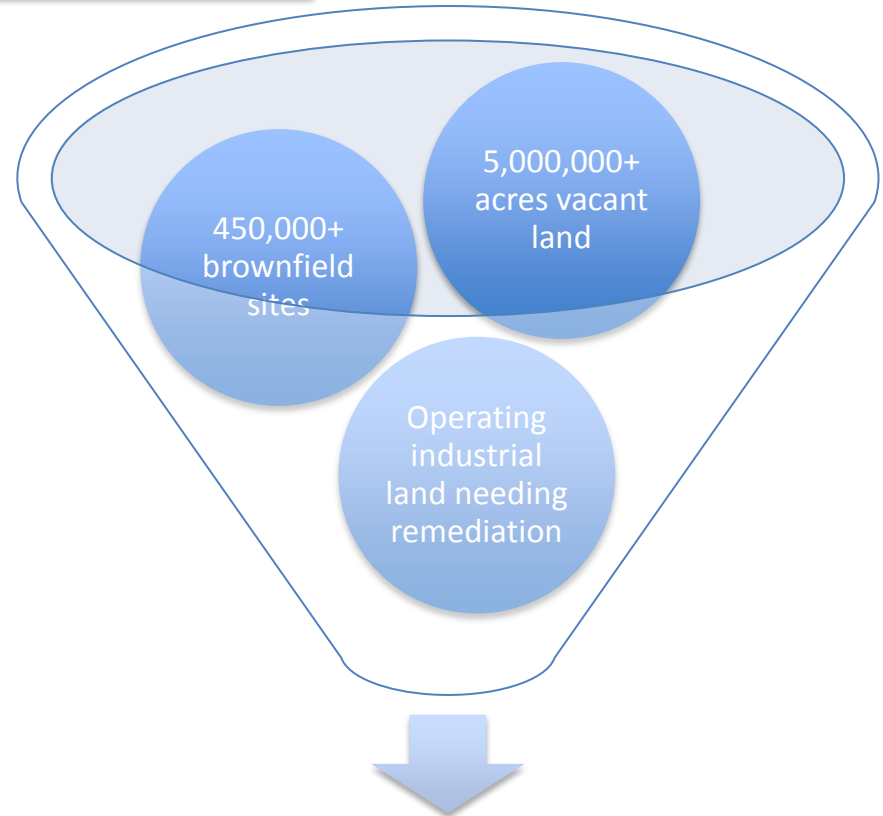 5,000,000+
acres vacant
land
450,000+
brownfield
sites
Operating
industrial
land needing
remediation